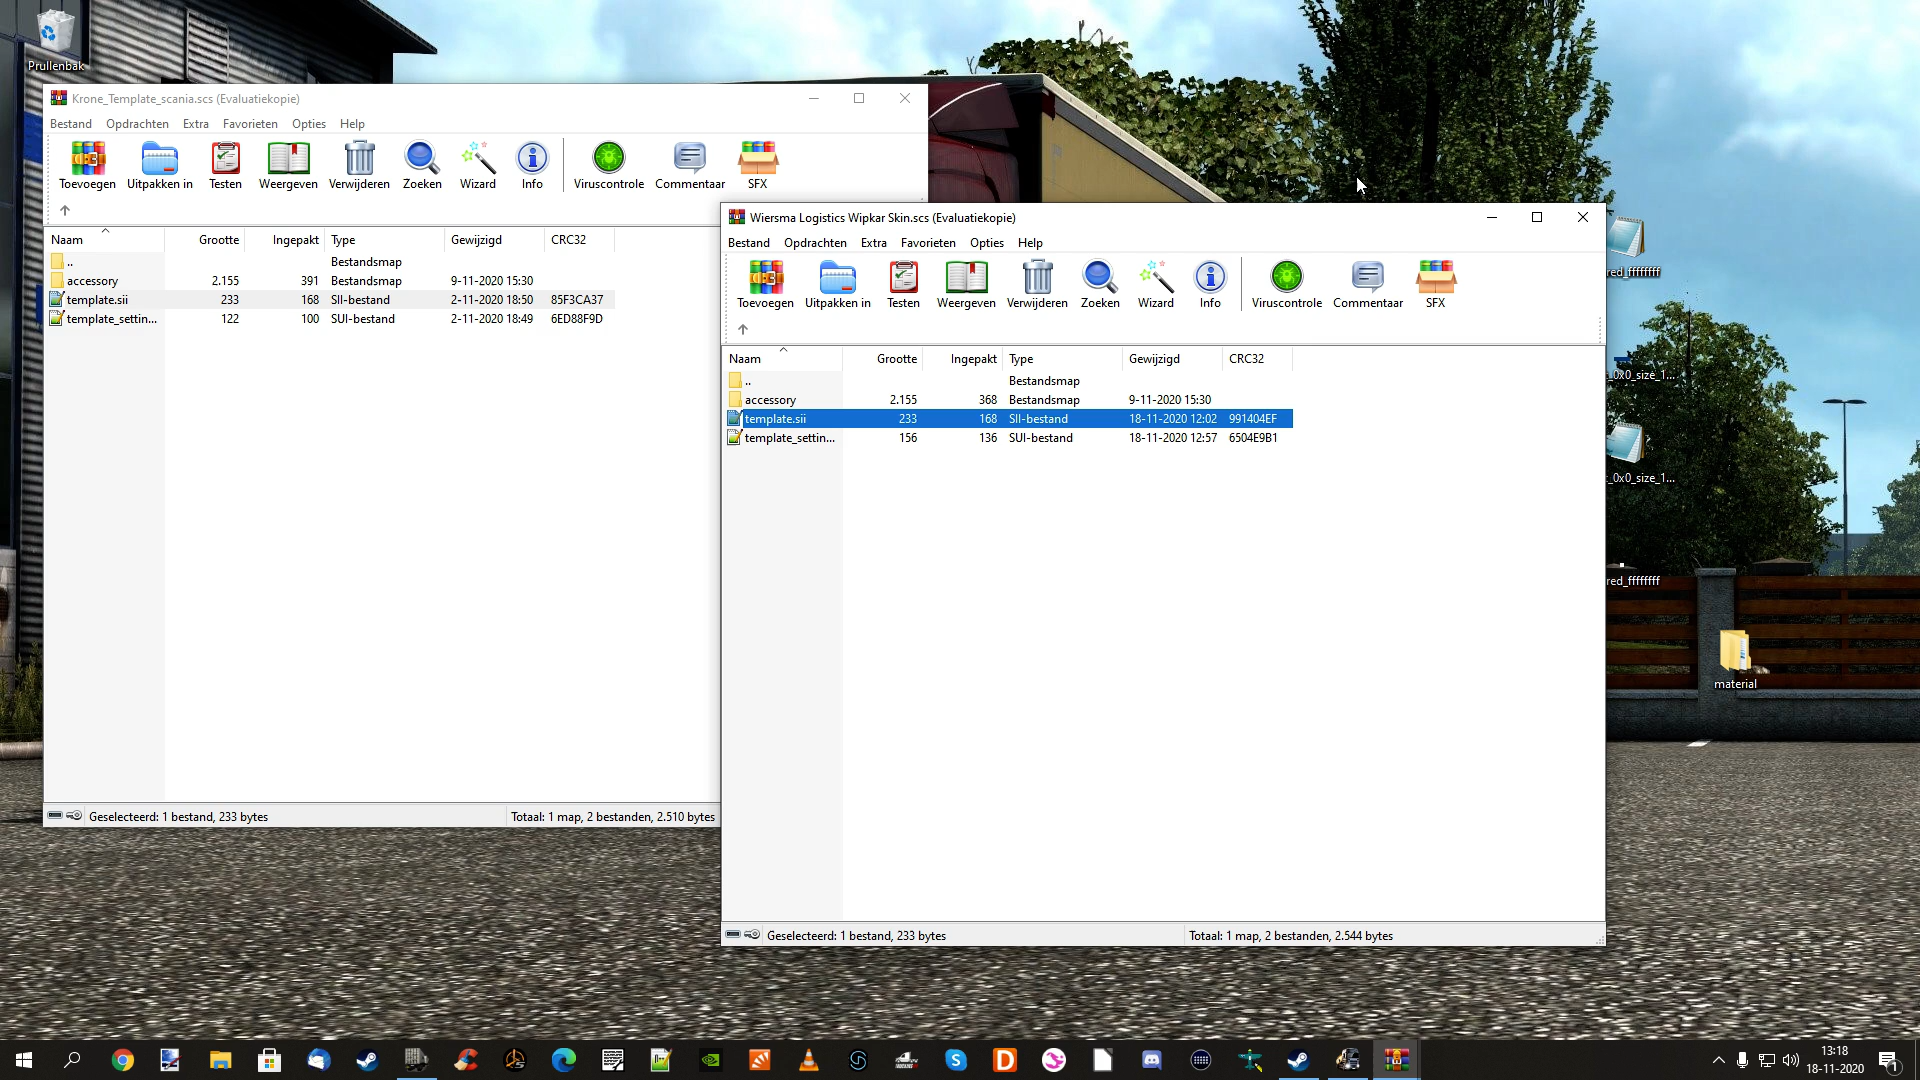 Prullenbak
Krone_Template_scania.scs (Evaluatiekopie)
Bestand Opdrachten Extra Favorieten Opties Help
Toevoegen Uitpakken in Testen Weergeven Verwijderen Zoeken Wizard Info Viruscontrole Commentaar SFX
Naam Grootte Ingepakt Type Gewijzigd CRC32
.. Bestandsmap
accessory 2.155 391 Bestandsmap 9-11-2020 15:30
template.sii 233 168 SII-bestand 2-11-2020 18:50 85F3CA37
template_settin... 122 100 SUI-bestand 2-11-2020 18:49 6ED88F9D
Geselecteerd: 1 bestand, 233 bytes Totaal: 1 map, 2 bestanden, 2.510 bytes
Wiersma Logistics Wipkar Skin.scs (Evaluatiekopie)
Bestand Opdrachten Extra Favorieten Opties Help
Toevoegen Uitpakken in Testen Weergeven Verwijderen Zoeken Wizard Info Viruscontrole Commentaar SFX
Naam Grootte Ingepakt Type Gewijzigd CRC32
.. Bestandsmap
accessory 2.155 368 Bestandsmap 9-11-2020 15:30
template.sii 233 168 SII-bestand 18-11-2020 12:02 991404EF
template_settin... 156 136 SUI-bestand 18-11-2020 12:57 6504E9B1
Geselecteerd: 1 bestand, 233 bytes Totaal: 1 map, 2 bestanden, 2.544 bytes
red_ffffffff
_0x0_size_1...
_0x0_size_1...
red_ffffffff
material
13:18
18-11-2020
1